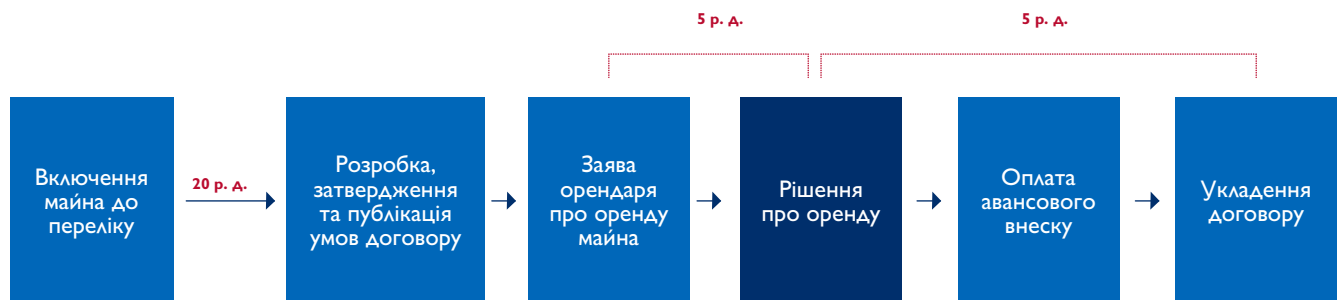 5 р. д.
5 р. д.
Включення
майна до
переліку
20 р. д.
Розробка,
затвердження
та публікація
умов договору
Заява
орендаря
про оренду
майна
Рішення
про оренду
Оплата
авансового
внеску
Укладення
договору